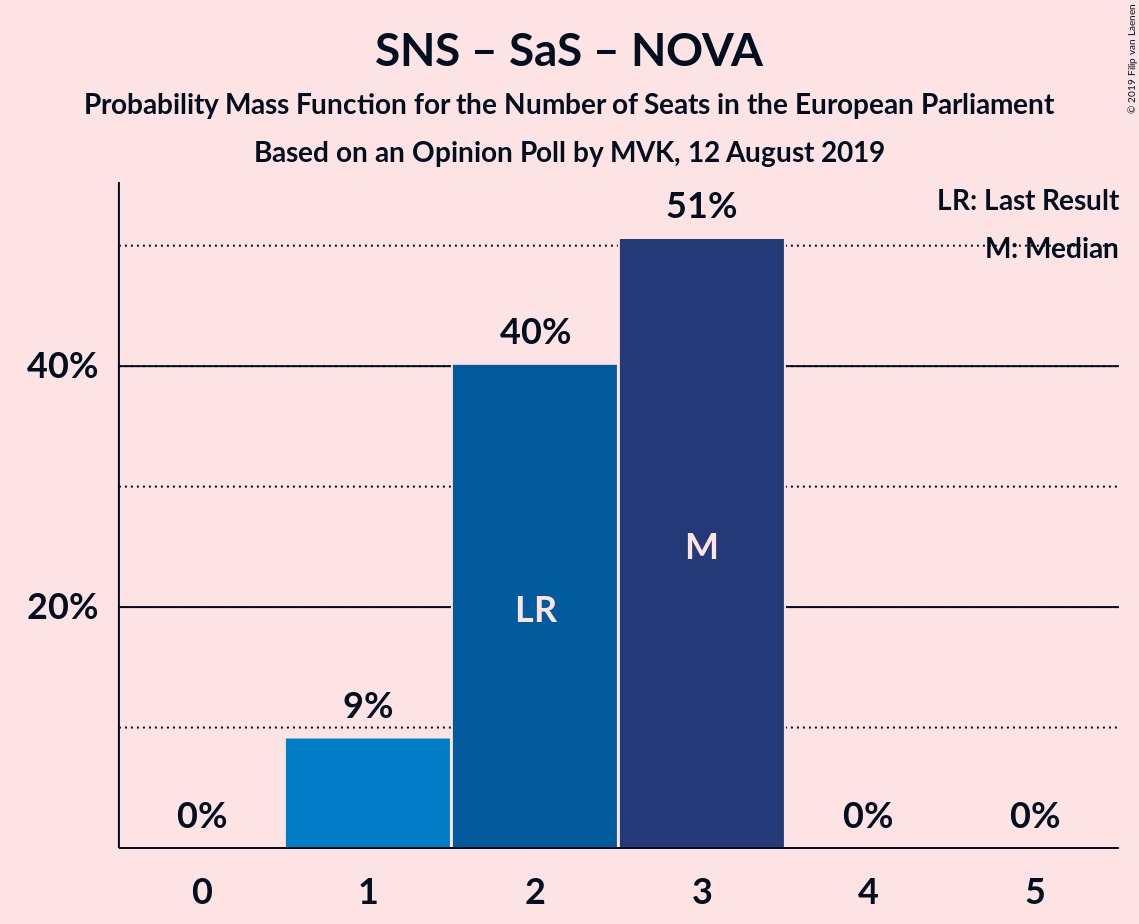 SNS – SaS – NOVA
Probability Mass Function for the Number of Seats in the European Parliament
Based on an Opinion Poll by MVK, 12 August 2019
© 2019 Filip van Laenen
LR: Last Result
M: Median
51%
40%
40%
M
LR
20%
9%
0%
0%
0%
0 1 2 3 4 5